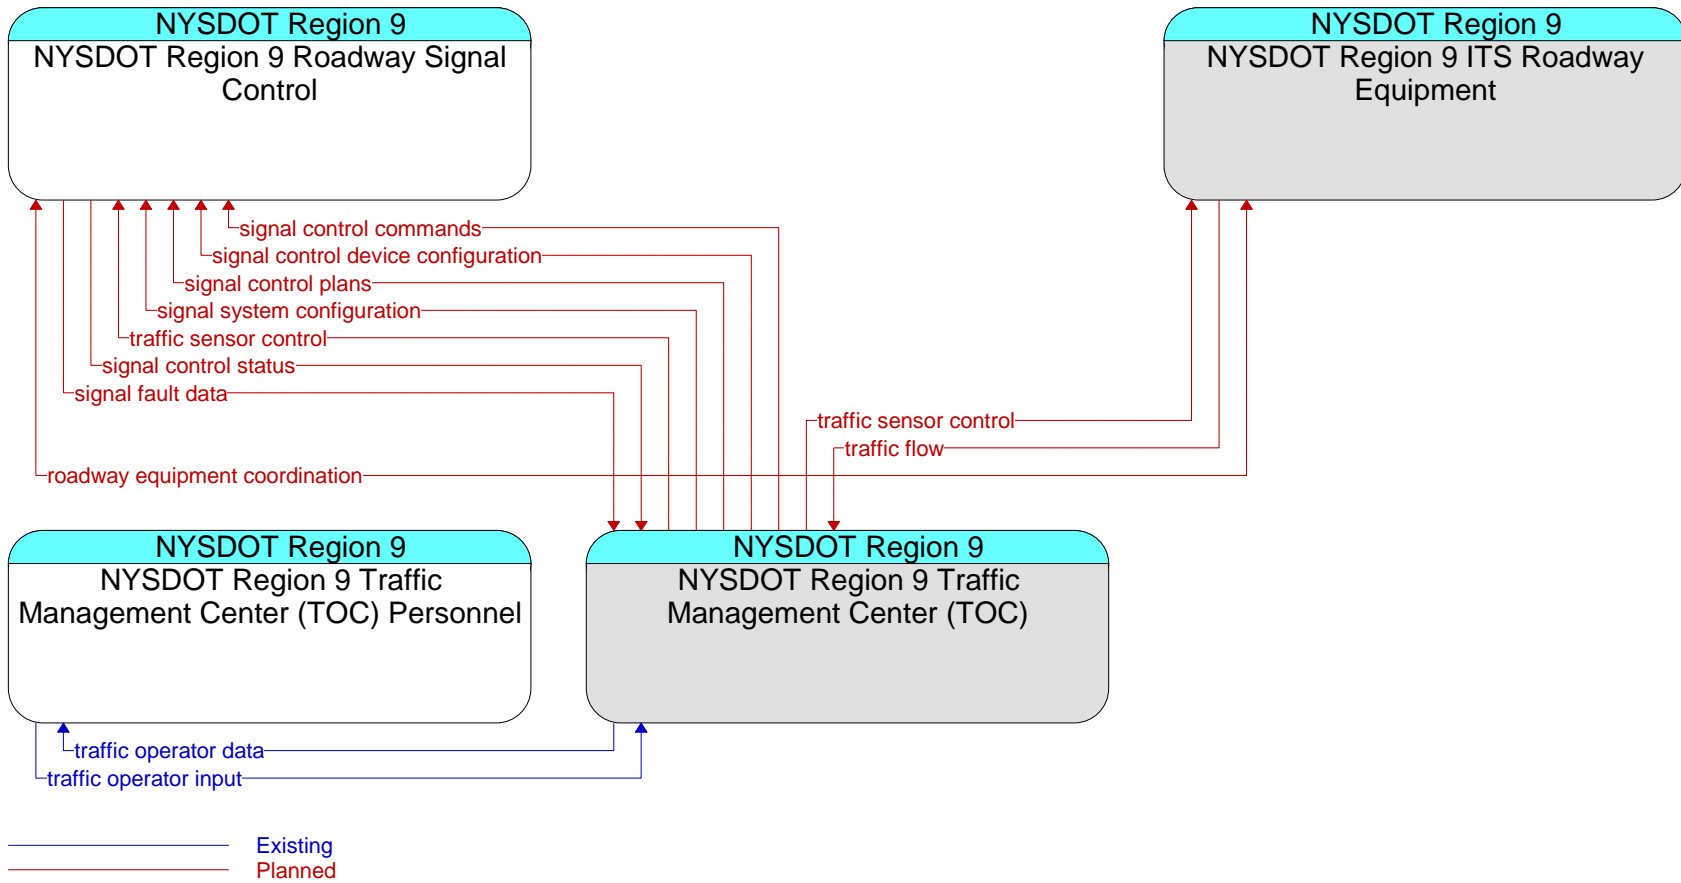 NYSDOT Region 9
NYSDOT Region 9 Roadway Signal
Control
NYSDOT Region 9
NYSDOT Region 9 ITS Roadway
Equipment
signal control commands
signal control device configuration
signal control plans
signal system configuration
traffic sensor control
signal control status
signal fault data
traffic sensor control
traffic flow
roadway equipment coordination
NYSDOT Region 9
NYSDOT Region 9 Traffic
Management Center (TOC) Personnel
NYSDOT Region 9
NYSDOT Region 9 Traffic
Management Center (TOC)
traffic operator data
traffic operator input
Existing
Planned